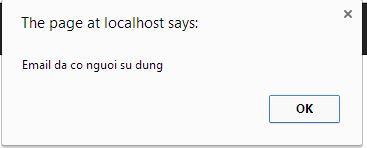 The page at localhost says:
Email da co nguoi su dung
OK